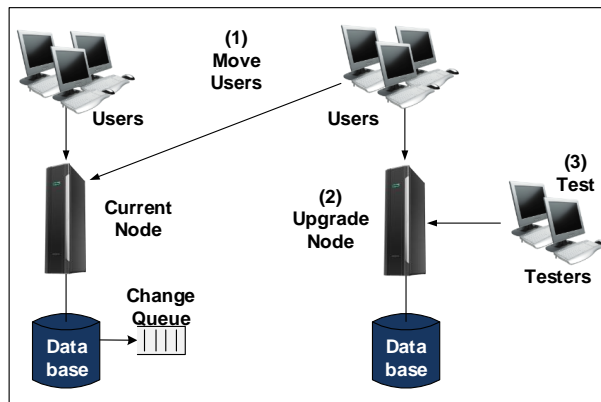 (1)
Move
Users
Users
Users
(3)
Test
Current
Node
(2)
Upgrade
Node
Testers
Change
Queue
Data
base
Data
base